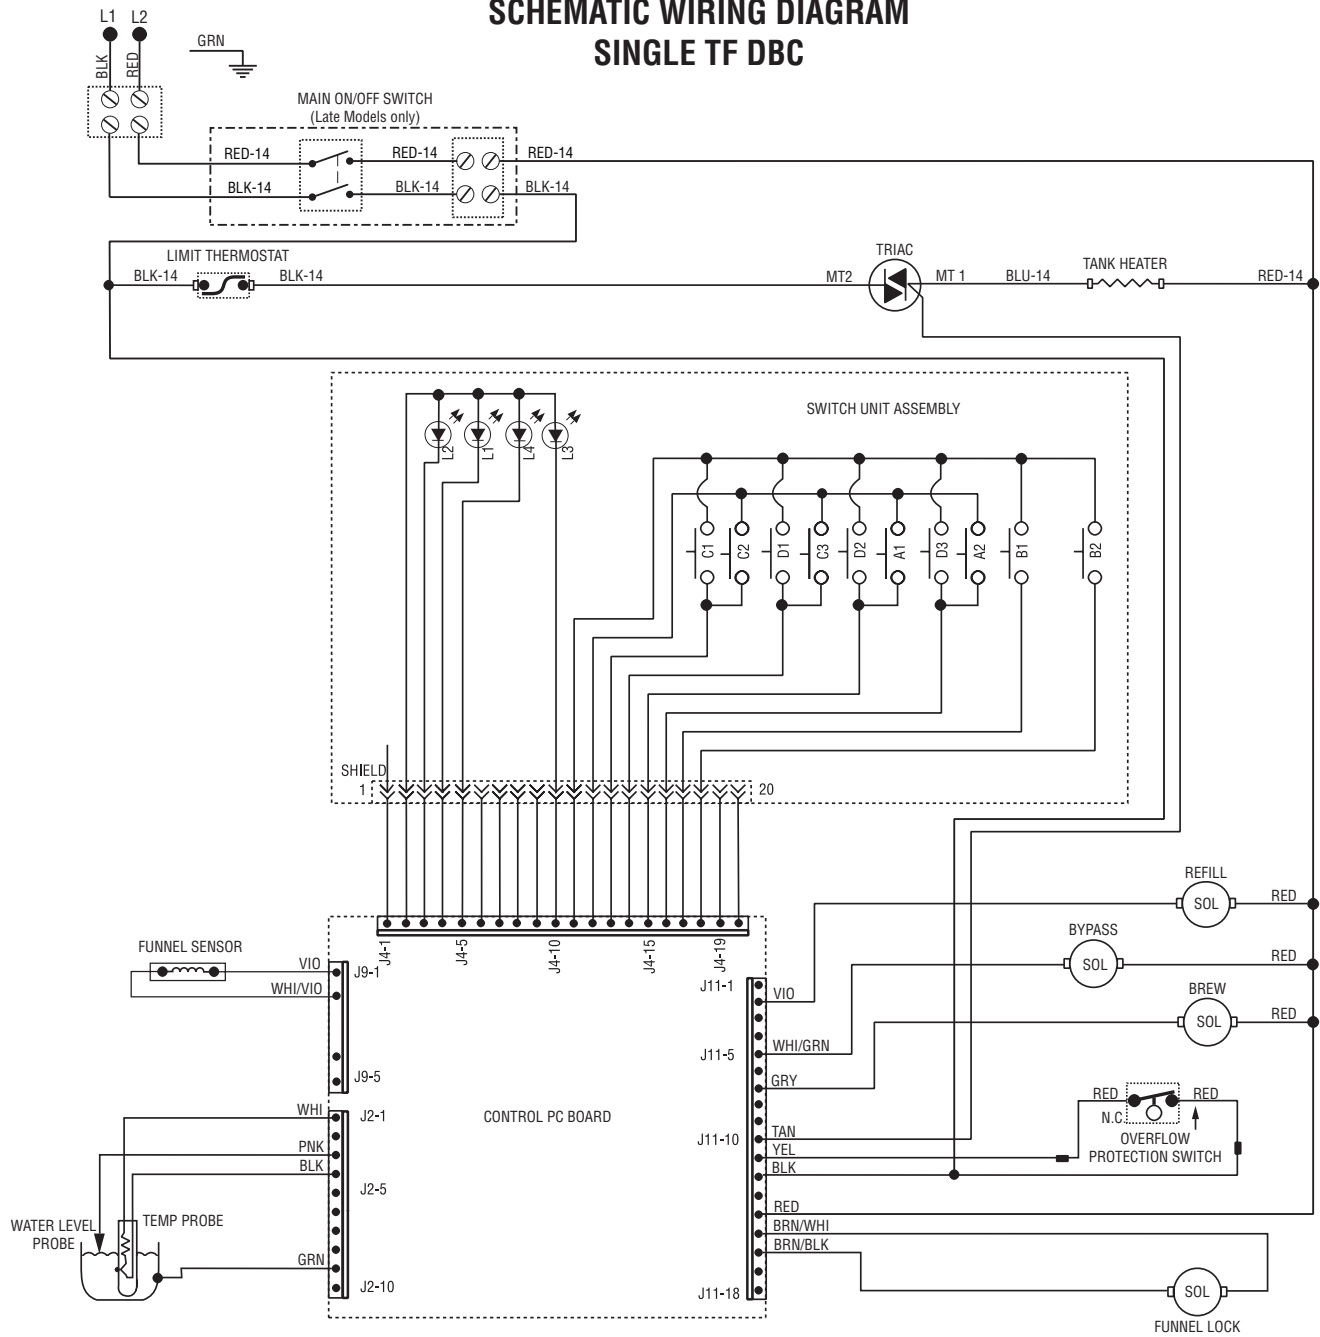 SCHEMATIC WIRING DIAGRAM
SINGLE TF DBC
L1 L2
GRN
BLK
RED
MAIN ON/OFF SWITCH
(Late Models only)
RED-14 RED-14 RED-14
BLK-14 BLK-14 BLK-14
LIMIT THERMOSTAT
BLK-14 BLK-14
TRIAC
MT2 MT 1
BLU-14
TANK HEATER
RED-14
SWITCH UNIT ASSEMBLY
L2 L1 L4 L3
C1 C2 D1 C3 D2 A1 D3 A2 B1 B2
SHIELD
1 20
REFILL
SOL RED
BYPASS
SOL RED
BREW
SOL RED
J4-1 J4-5 J4-10 J4-15 J4-19
FUNNEL SENSOR
VIO J9-1
WHI/VIO
J9-5
J11-1 VIO
J11-5 WHI/GRN
GRY
CONTROL PC BOARD
RED RED
N.C.
OVERFLOW
PROTECTION SWITCH
J11-10 TAN
YEL
BLK
RED
BRN/WHI
BRN/BLK
J11-18
WHI J2-1
PNK
BLK
J2-5
WATER LEVEL
PROBE
TEMP PROBE
GRN
J2-10
SOL
FUNNEL LOCK